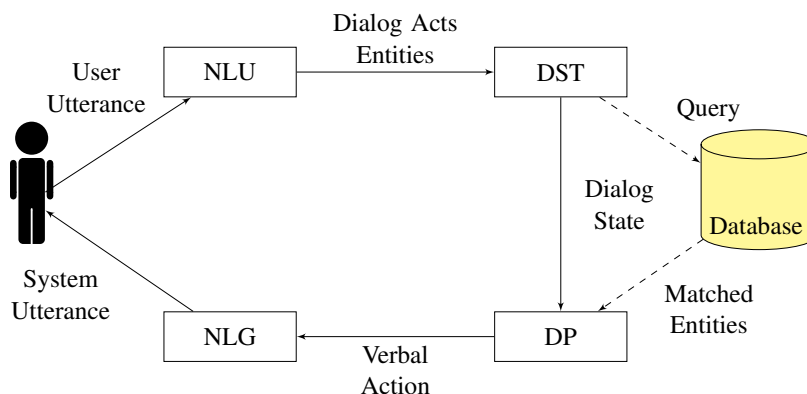 Dialog Acts
Entities
User
Utterance
NLU
DST
Query
Dialog
State
Database
System
Utterance
NLG
Verbal
Action
DP
Matched
Entities